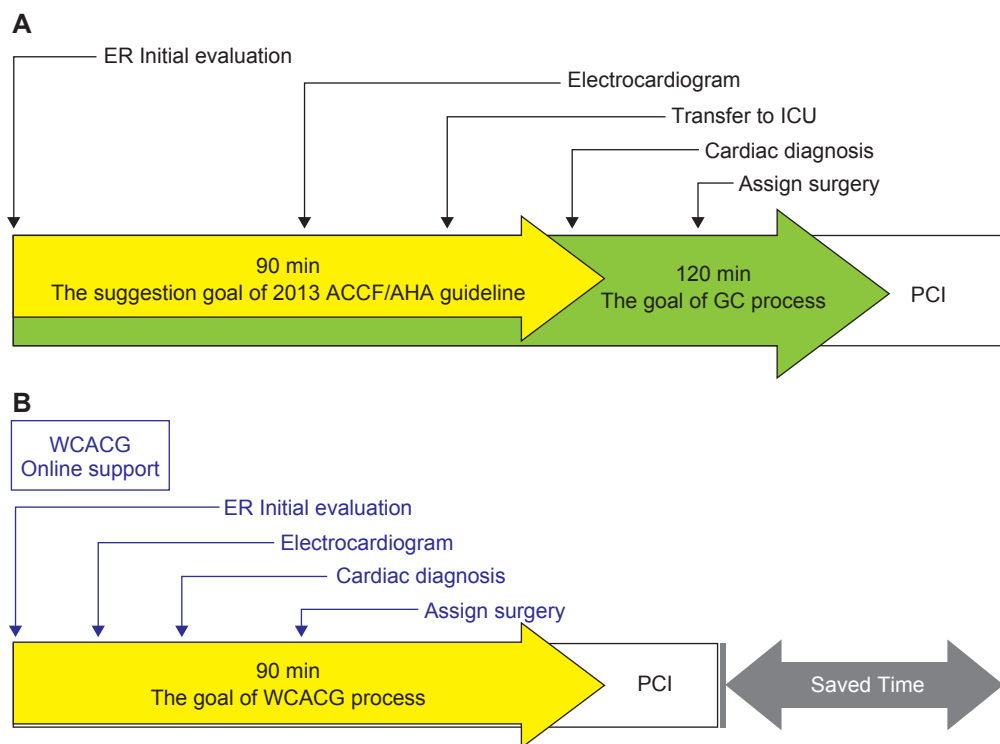 A
ER Initial evaluation
Electrocardiogram
Transfer to ICU
Cardiac diagnosis
Assign surgery
90 min
The suggestion goal of 2013 ACCF/AHA guideline
120 min
The goal of GC process
PCI
B
WCACG
Online support
ER Initial evaluation
Electrocardiogram
Cardiac diagnosis
Assign surgery
90 min
The goal of WCACG process
PCI
Saved Time